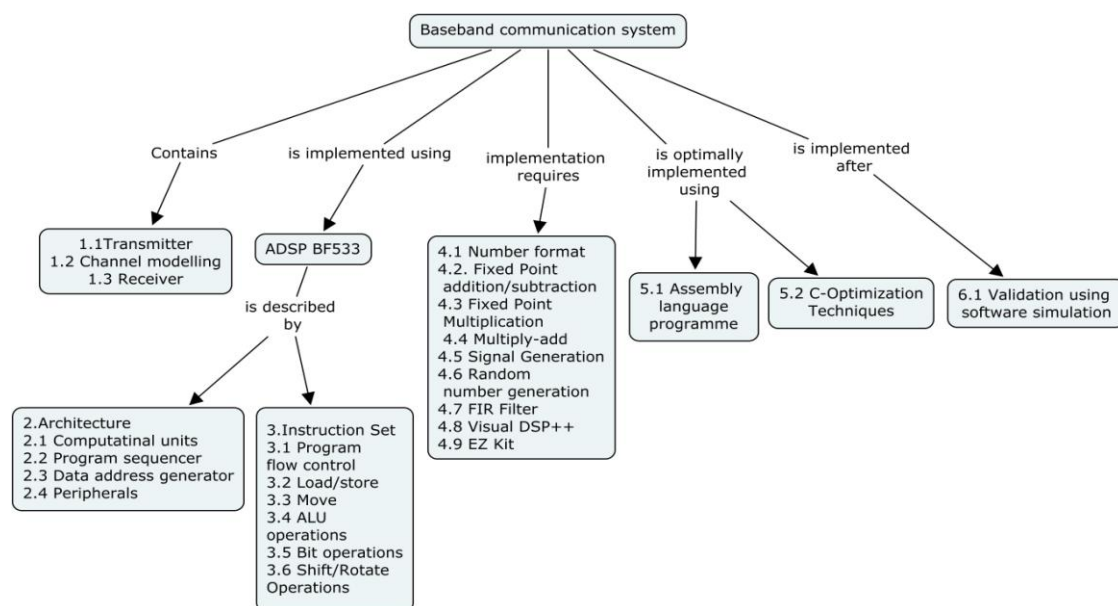 Baseband communication system
Contains
is implemented using
implementation
requires
is optimally
implemented
using
is implemented
after
1.1Transmitter
1.2 Channel modelling
1.3 Receiver
ADSP BF533
4.1 Number format
4.2. Fixed Point
addition/subtraction
4.3 Fixed Point
Multiplication
4.4 Multiply-add
4.5 Signal Generation
4.6 Random
number generation
4.7 FIR Filter
4.8 Visual DSP++
4.9 EZ Kit
5.1 Assembly
language
programme
5.2 C-Optimization
Techniques
6.1 Validation using
software simulation
is described
by
2.Architecture
2.1 Computatinal units
2.2 Program sequencer
2.3 Data address generator
2.4 Peripherals
3.Instruction Set
3.1 Program
flow control
3.2 Load/store
3.3 Move
3.4 ALU
operations
3.5 Bit operations
3.6 Shift/Rotate
Operations